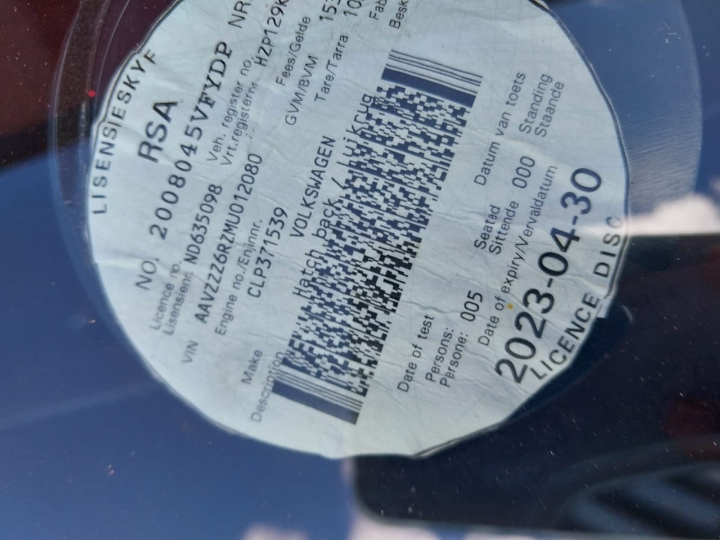 LISENSIESKYF
RSA
NO. 2008045VFYDP NR.
Licence no. Veh. register no.
Lisensienr. ND635098 Vrt.registernr. HZP129K
VIN AAVZZZ6RZMU012080
Engine no./Enjinnr. Fees/Gelde
CLP371539 GVM/BVM 15
Tare/Tarra 10
Make VOLKSWAGEN
Description Hatch back / Luikrug
Date of test Datum van toets
Persons: Seated Standing
Persone: 005 Sittende 000 Staande
Date of expiry/Vervaldatum
2023-04-30
LICENCE DISC